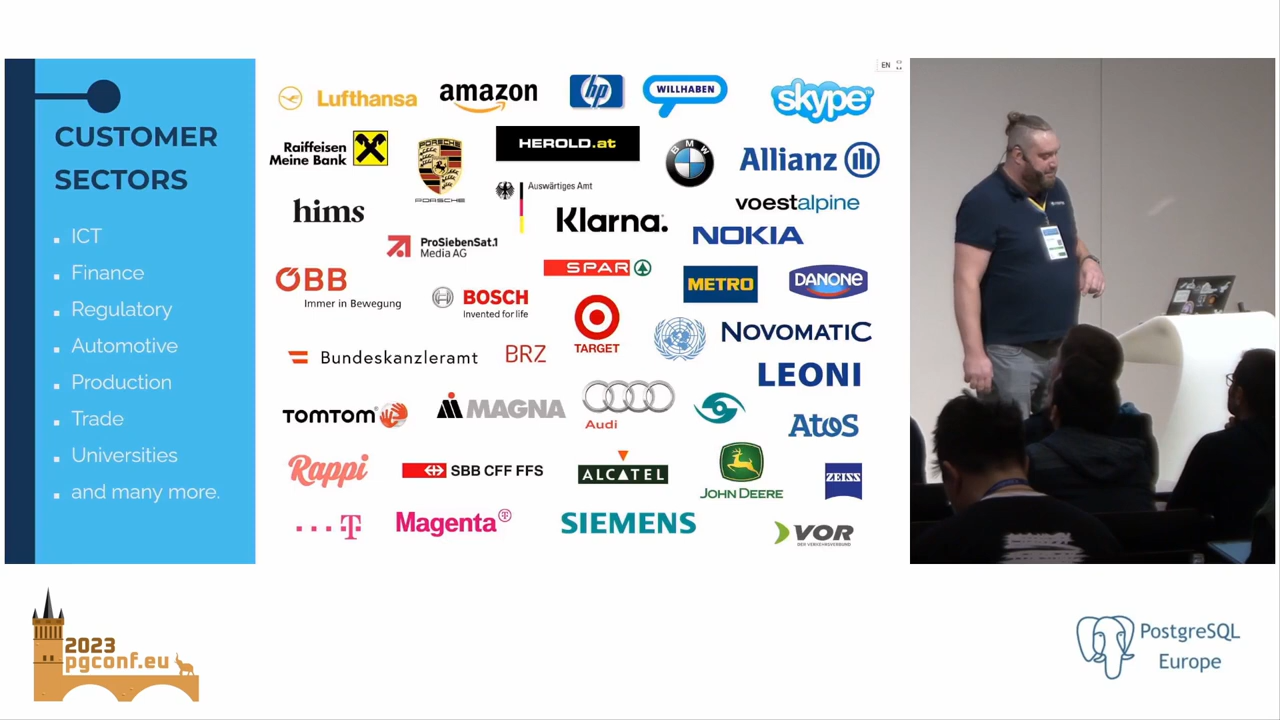 CUSTOMER
SECTORS
ICT
Finance
Regulatory
Automotive
Production
Trade
Universities
and many more.
EN
Lufthansa
amazon
hp
WILLHABEN
skype
Raiffeisen
Meine Bank
PORSCHE
PORSCHE
HEROLD.at
BMW
Allianz
hims
Auswärtiges Amt
Klarna.
voestalpine
NOKIA
ProSiebenSat.1
Media AG
ÖBB
Immer in Bewegung
SPAR
METRO
DANONE
BOSCH
Invented for life
TARGET
NOVOMATIC
Bundeskanzleramt
BRZ
LEONI
TOMTOM
MAGNA
Audi
Atos
Rappi
SBB CFF FFS
ALCATEL
JOHN DEERE
ZEISS
T
Magenta
T
SIEMENS
VOR
DER VERKEHRSVERBUND
2023
pgconf.eu
PostgreSQL
Europe